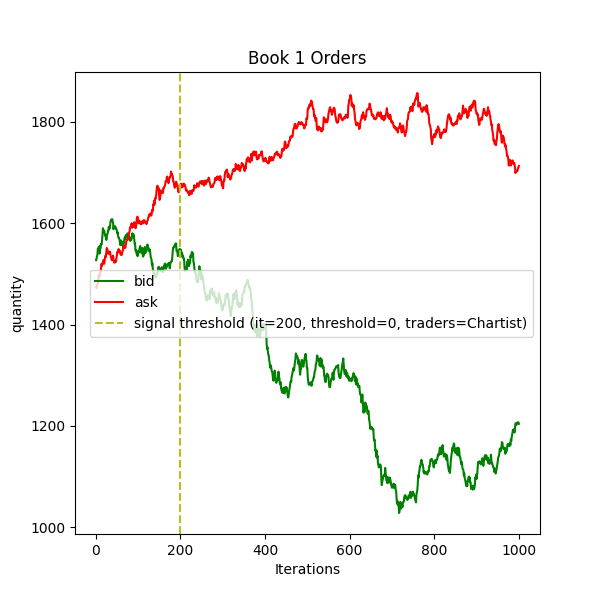 Book 1 Orders
1800
1600
1400
1200
1000
quantity
bid
ask
signal threshold (it=200, threshold=0, traders=Chartist)
0 200 400 600 800 1000
Iterations